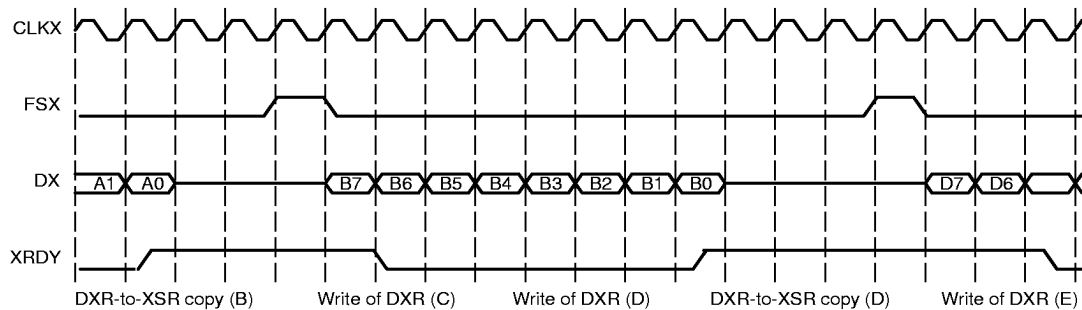 CLKX
FSX
DX A1 A0 B7 B6 B5 B4 B3 B2 B1 B0 D7 D6
XRDY
DXR-to-XSR copy (B) Write of DXR (C) Write of DXR (D) DXR-to-XSR copy (D) Write of DXR (E)